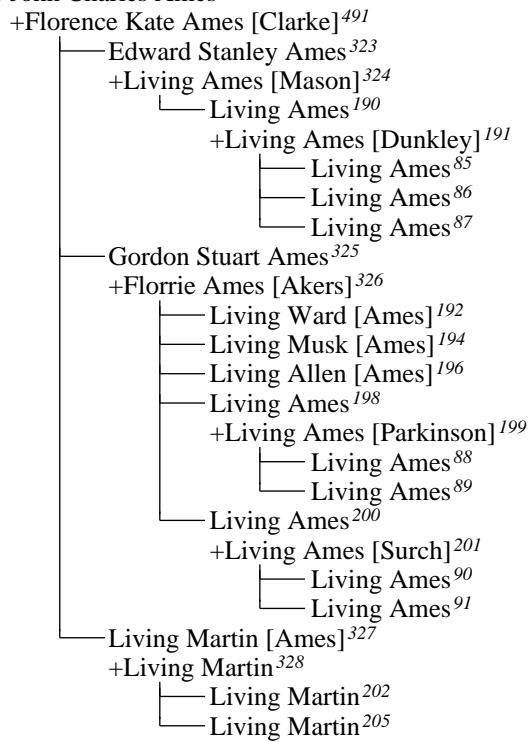 +Florence Kate Ames [Clarke]491
Edward Stanley Ames323
+Living Ames [Mason]324
Living Ames190
+Living Ames [Dunkley]191
Living Ames85
Living Ames86
Living Ames87
Gordon Stuart Ames325
+Florrie Ames [Akers]326
Living Ward [Ames]192
Living Musk [Ames]194
Living Allen [Ames]196
Living Ames198
+Living Ames [Parkinson]199
Living Ames88
Living Ames89
Living Ames200
+Living Ames [Surch]201
Living Ames90
Living Ames91
Living Martin [Ames]327
+Living Martin328
Living Martin202
Living Martin205